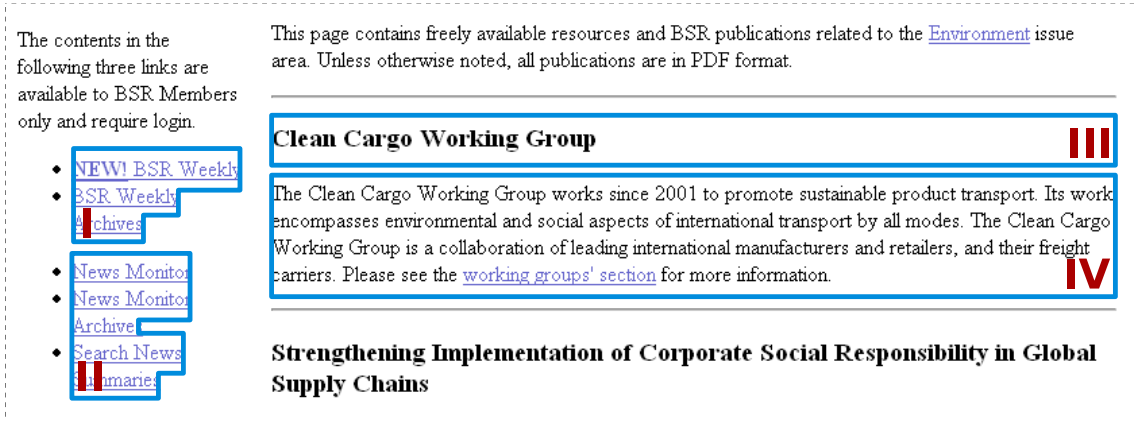 The contents in the
following three links are
available to BSR Members
only and require login.
NEW! BSR Weekly
BSR Weekly
Archives
I
News Monitor
News Monitor
Archive
Search News
Summaries
II
This page contains freely available resources and BSR publications related to the Environment issue
area. Unless otherwise noted, all publications are in PDF format.
Clean Cargo Working Group
III
The Clean Cargo Working Group works since 2001 to promote sustainable product transport. Its work
encompasses environmental and social aspects of international transport by all modes. The Clean Cargo
Working Group is a collaboration of leading international manufacturers and retailers, and their freight
carriers. Please see the working groups' section for more information.
IV
Strengthening Implementation of Corporate Social Responsibility in Global
Supply Chains